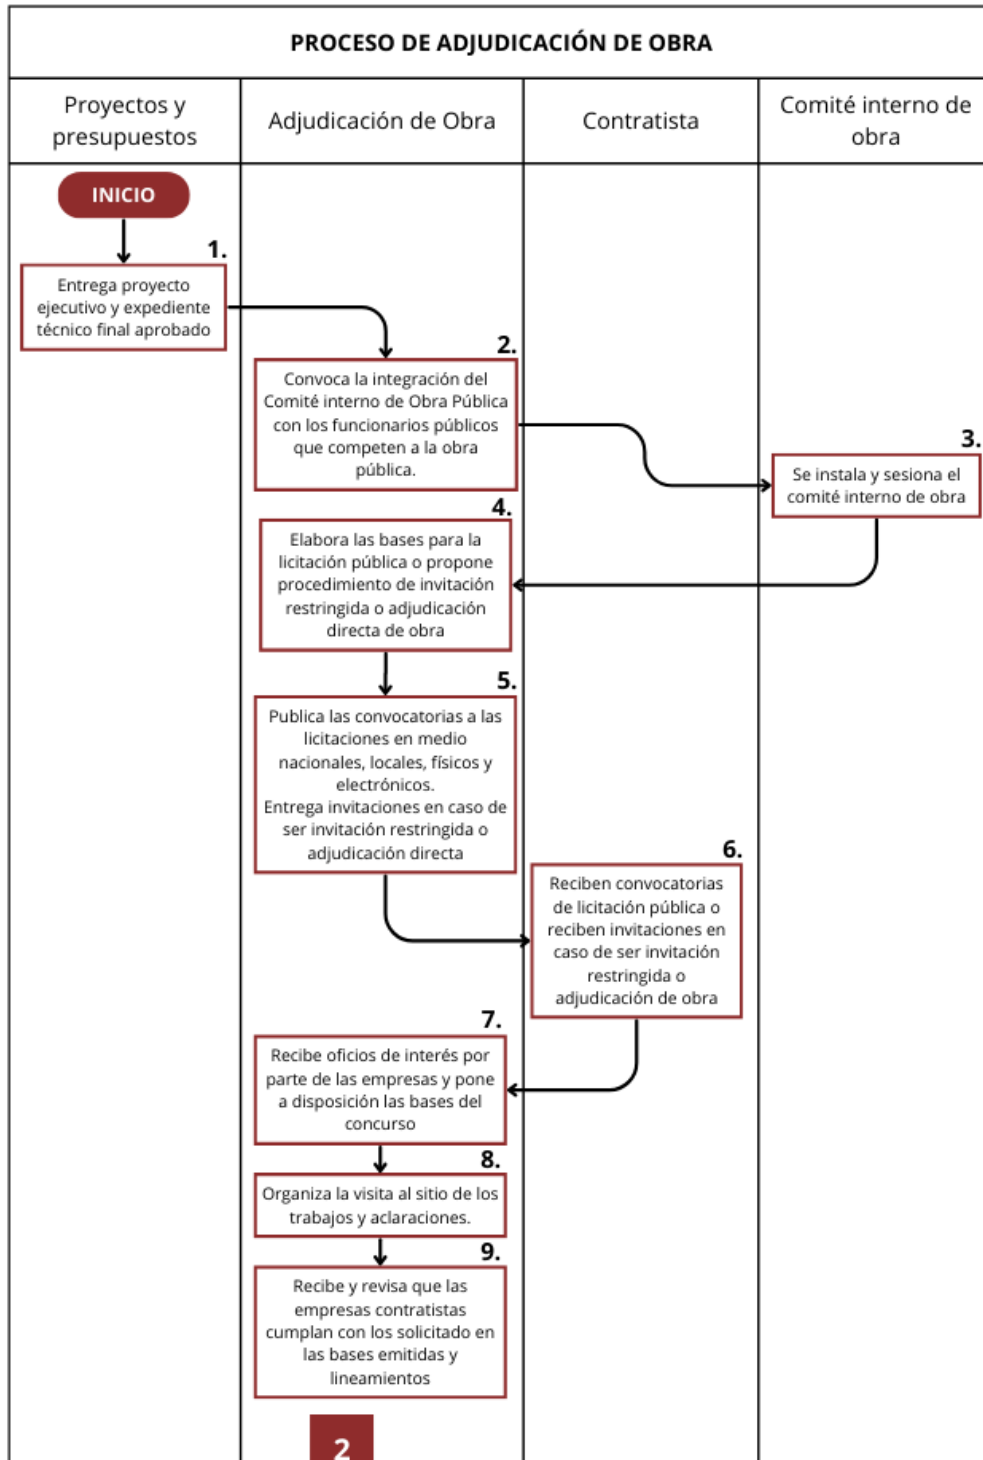 PROCESO DE ADJUDICACIÓN DE OBRA
Proyectos y
presupuestos
Adjudicación de Obra
Contratista
Comité interno de
obra
INICIO
1.
Entrega proyecto
ejecutivo y expediente
técnico final aprobado
2.
Convoca la integración del
Comité interno de Obra Pública
con los funcionarios públicos
que competen a la obra
pública.
3.
Se instala y sesiona el
comité interno de obra
4.
Elabora las bases para la
licitación pública o propone
procedimiento de invitación
restringida o adjudicación
directa de obra
5.
Publica las convocatorias a las
licitaciones en medio
nacionales, locales, físicos y
electrónicos.
Entrega invitaciones en caso de
ser invitación restringida o
adjudicación directa
6.
Reciben convocatorias
de licitación pública o
reciben invitaciones en
caso de ser invitación
restringida o
adjudicación de obra
7.
Recibe oficios de interés por
parte de las empresas y pone
a disposición las bases del
concurso
8.
Organiza la visita al sitio de los
trabajos y aclaraciones.
9.
Recibe y revisa que las
empresas contratistas
cumplan con los solicitado en
las bases emitidas y
lineamientos
2